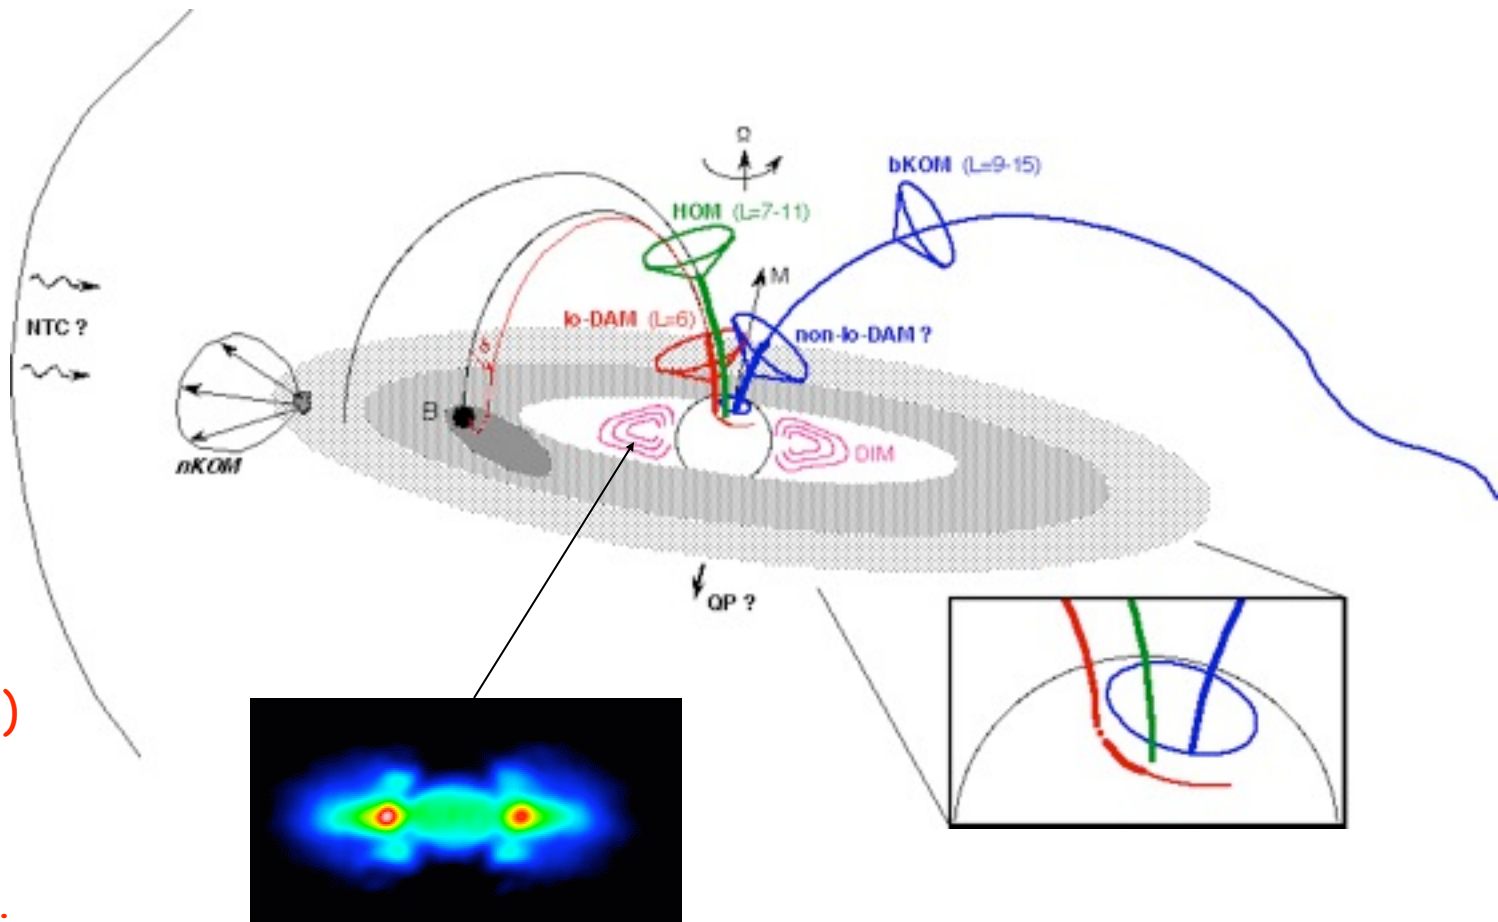 Ω
bKOM (L=9-15)
HOM (L=7-11)
M
NTC ?
Io-DAM (L=6)
non-Io-DAM ?
δ
B
DIM
nKOM
QP ?
)
.